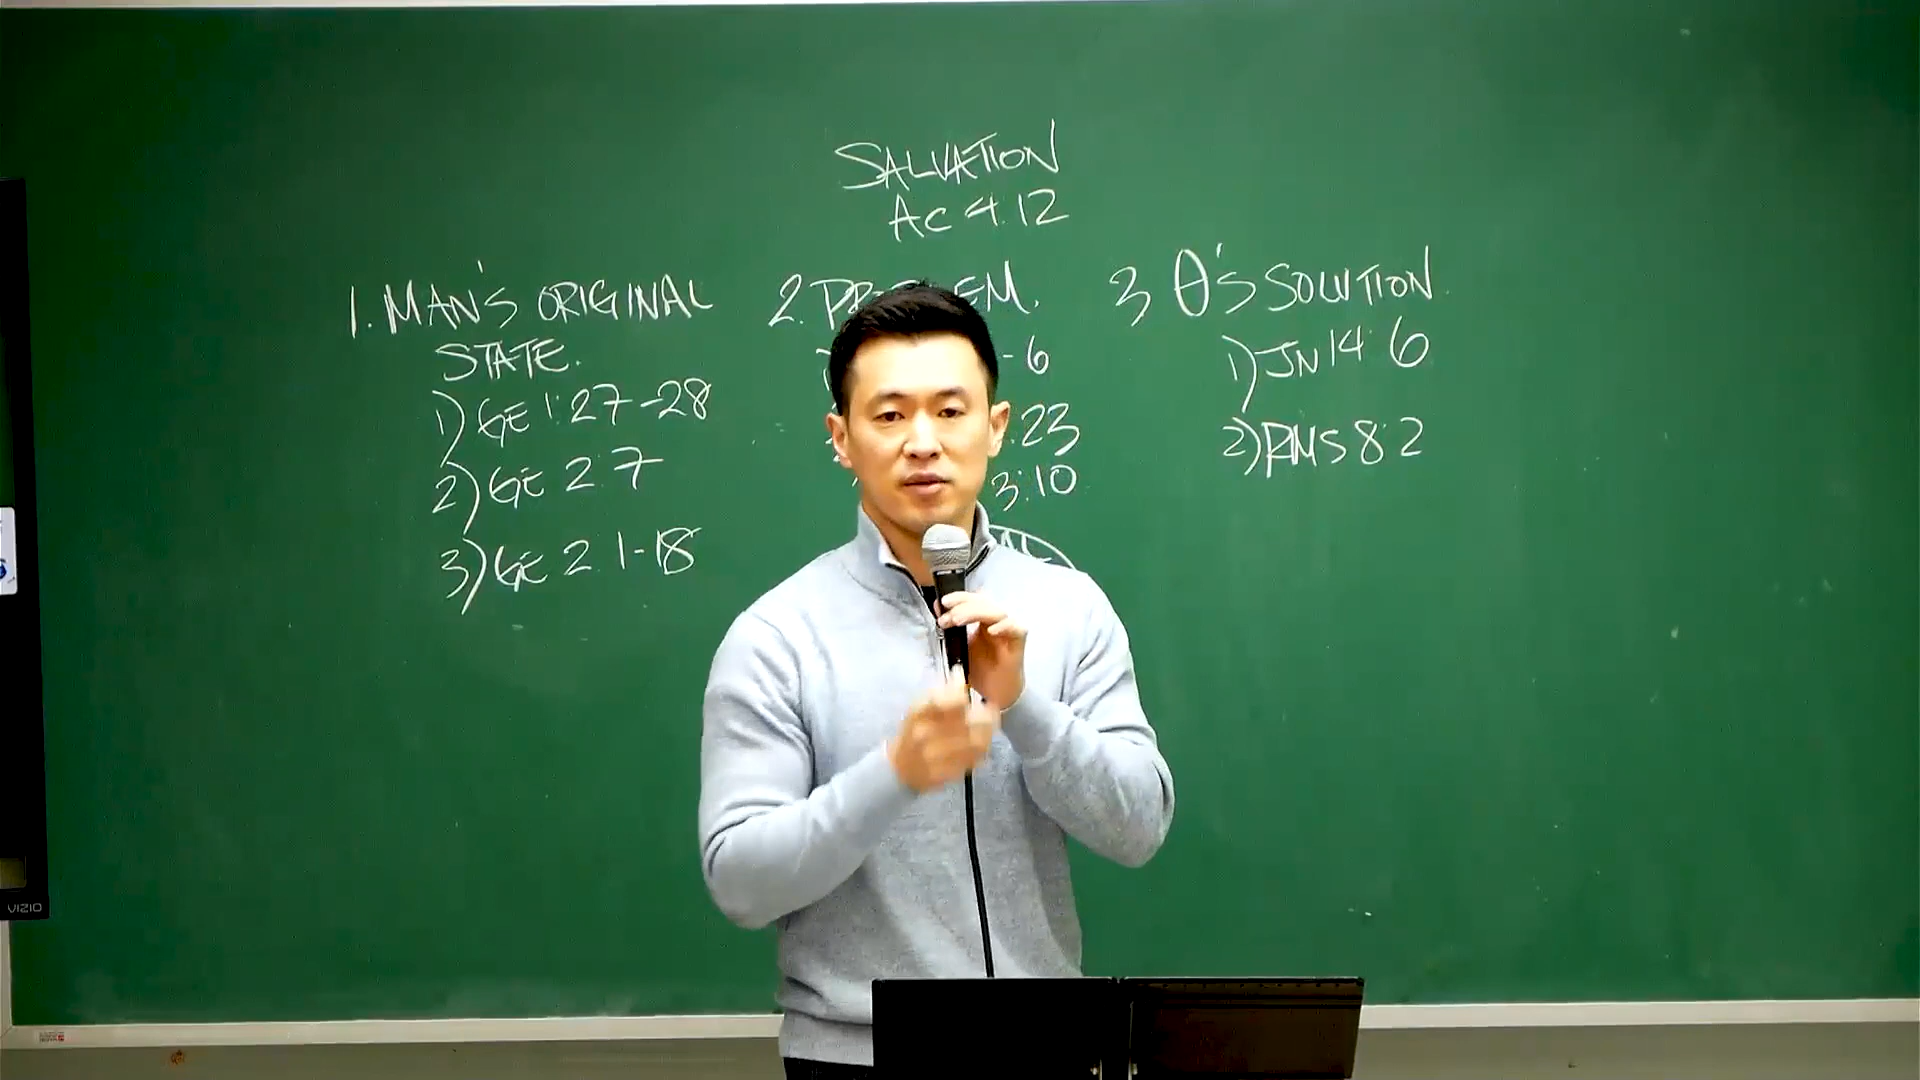 SALVATION
Ac 4:12
1. MAN'S ORIGINAL
STATE.
1) GE 1:27-28
2) GE 2:7
3) GE 2:1-18
2. PR EM.
-6
:23
3:10
3 θ'S SOLUTION.
1) JN 14:6
2) RMS 8:2
VIZIO